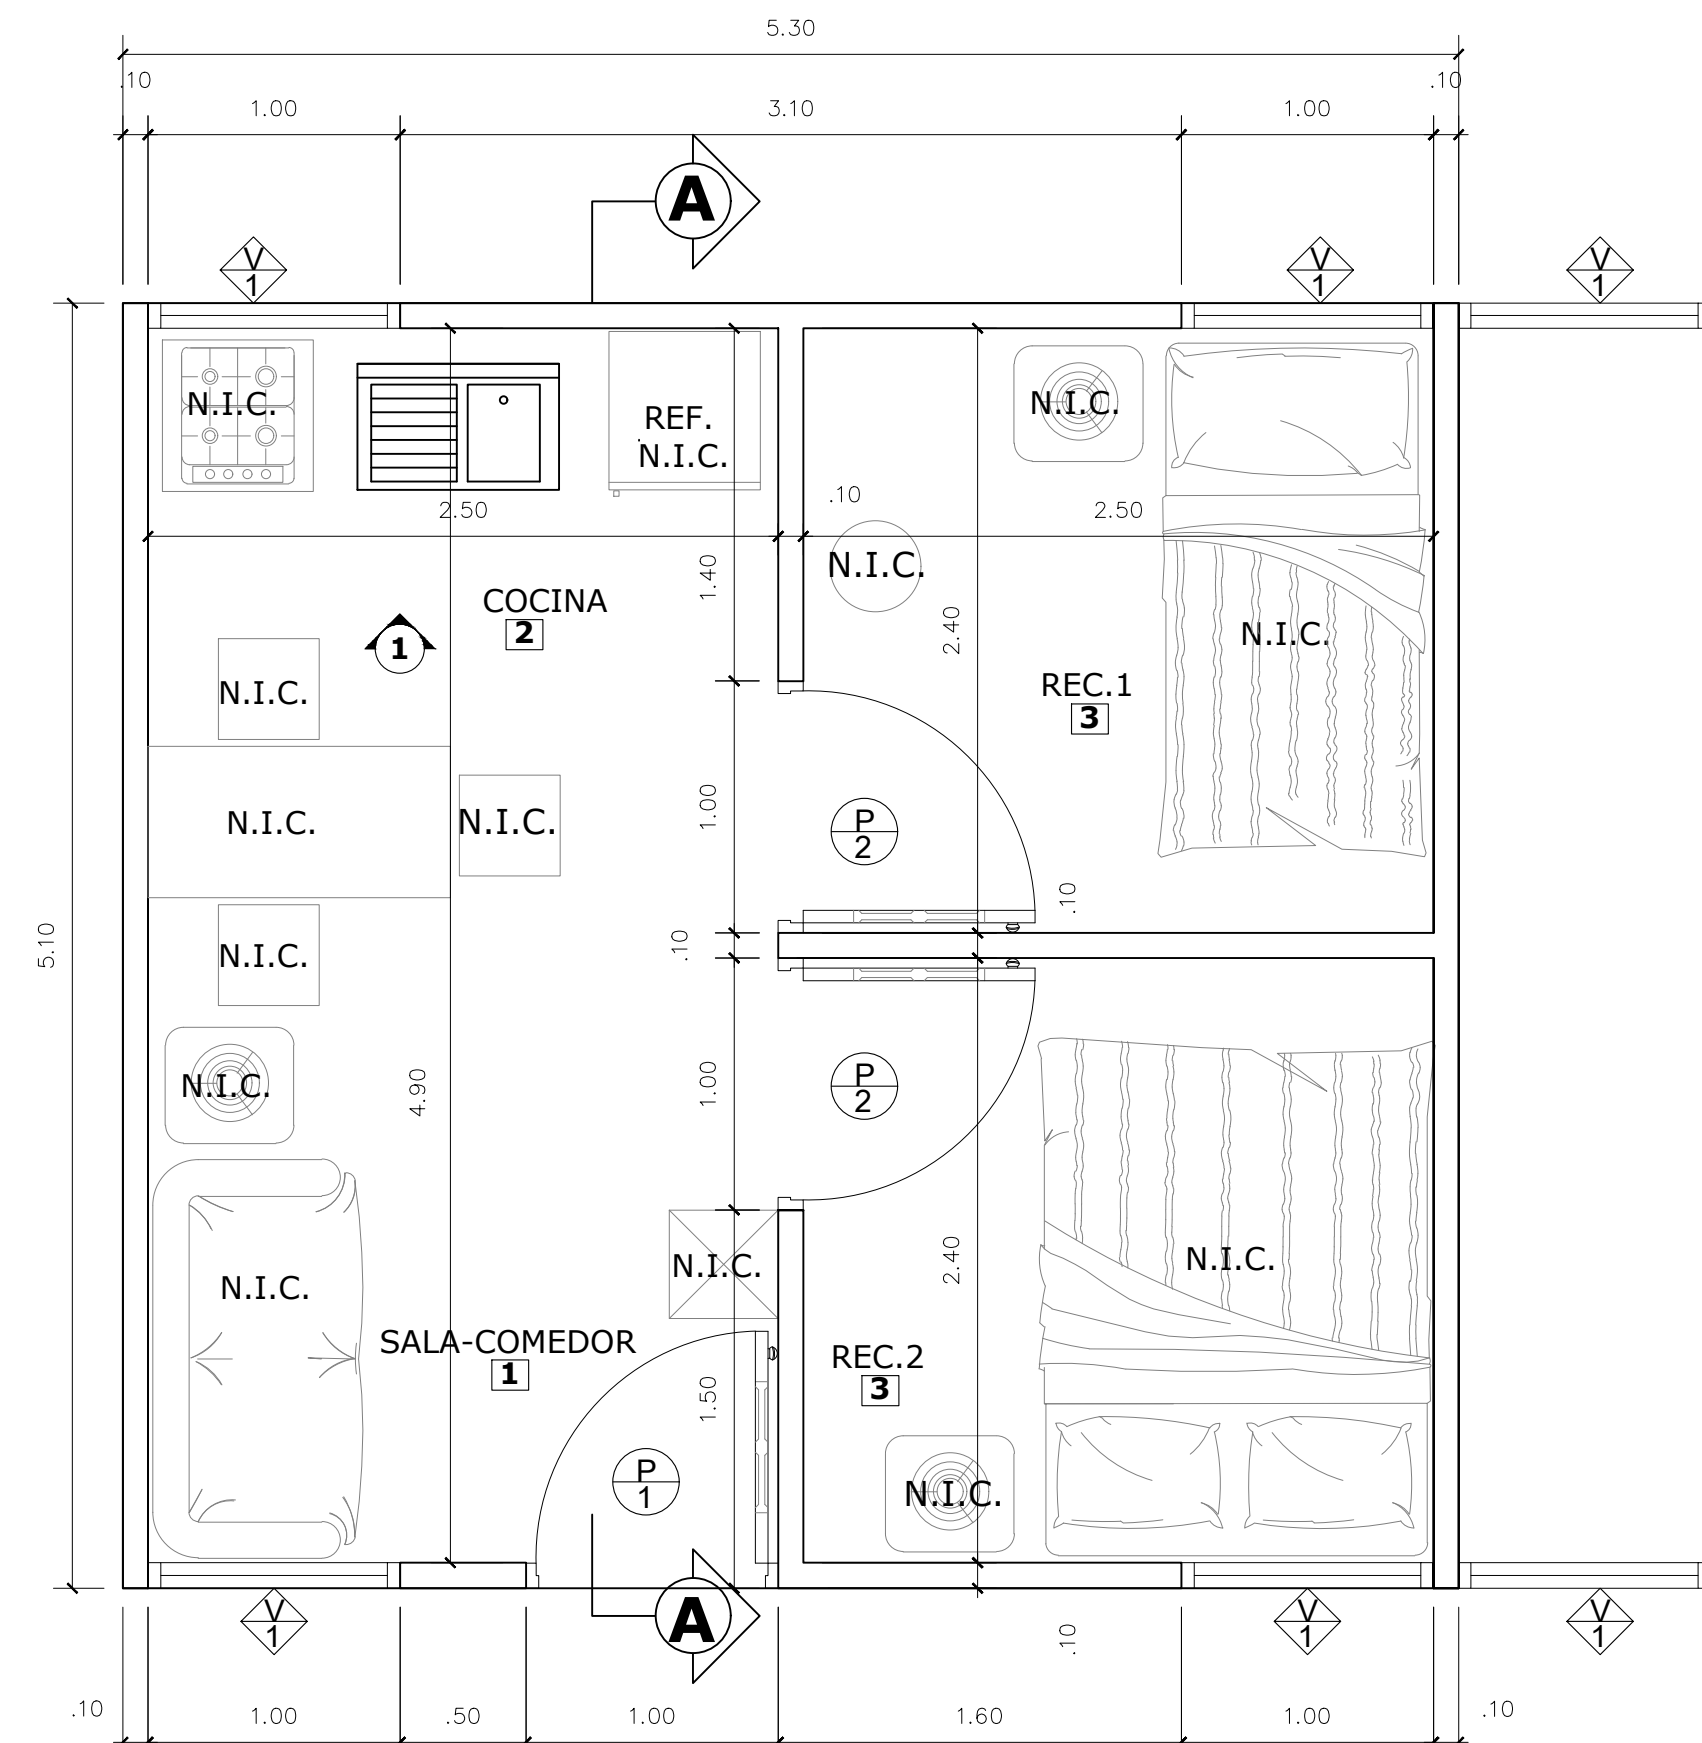 5.30
.10
.10
1.00
3.10
1.00
A
V
1
V
1
V
1
N.I.C.
REF.
N.I.C.
N.I.C.
2.50
.10
2.50
N.I.C.
1.40
COCINA
2
1
2.40
N.I.C.
N.I.C.
REC.1
3
N.I.C.
N.I.C.
1.00
P
2
.10
5.10
N.I.C.
.10
N.I.C.
4.90
1.00
P
2
N.I.C.
N.I.C.
2.40
N.I.C.
SALA-COMEDOR
1
1.50
REC.2
3
P
1
N.I.C.
V
1
A
.10
V
1
V
1
.10
1.00
.50
1.00
1.60
1.00
.10